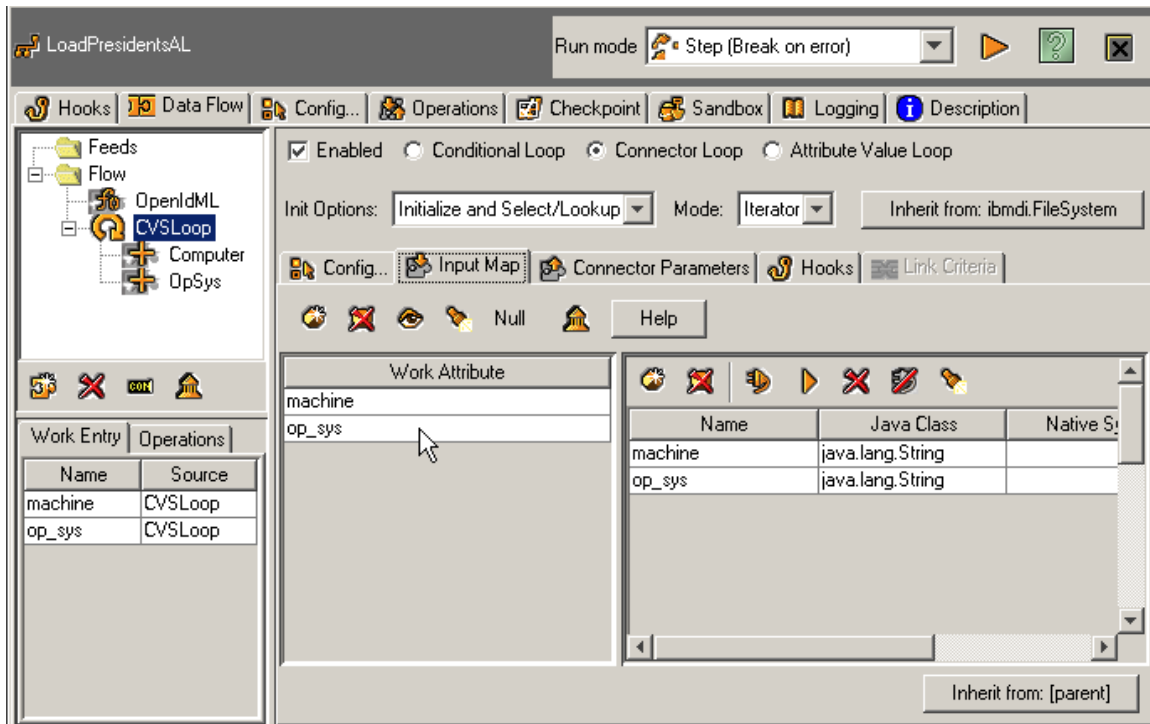 LoadPresidentsAL
Run mode Step (Break on error)
Hooks Data Flow Config... Operations Checkpoint Sandbox Logging Description
Feeds
Flow
OpenIdML
CVSLoop
Computer
OpSys
Enabled Conditional Loop Connector Loop Attribute Value Loop
Init Options: Initialize and Select/Lookup Mode: Iterator Inherit from: ibmdi.FileSystem
Config... Input Map Connector Parameters Hooks Link Criteria
Null Help
CON
Work Entry Operations
Name Source
machine CVSLoop
op_sys CVSLoop
Work Attribute
machine
op_sys
Name Java Class Native Sy
machine java.lang.String
op_sys java.lang.String
Inherit from: [parent]